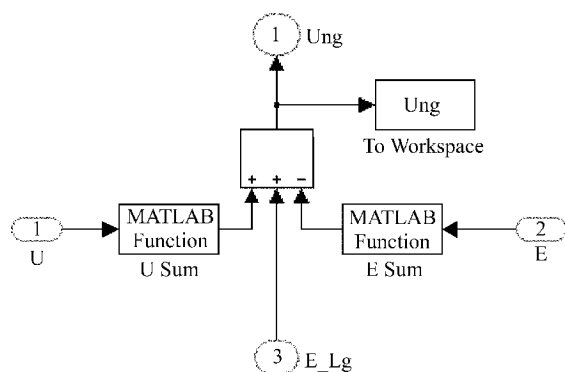 1 Ung
Ung
To Workspace
+ + −
1
MATLAB
Function
MATLAB
Function
2
U
U Sum
E Sum
E
3 E_Lg